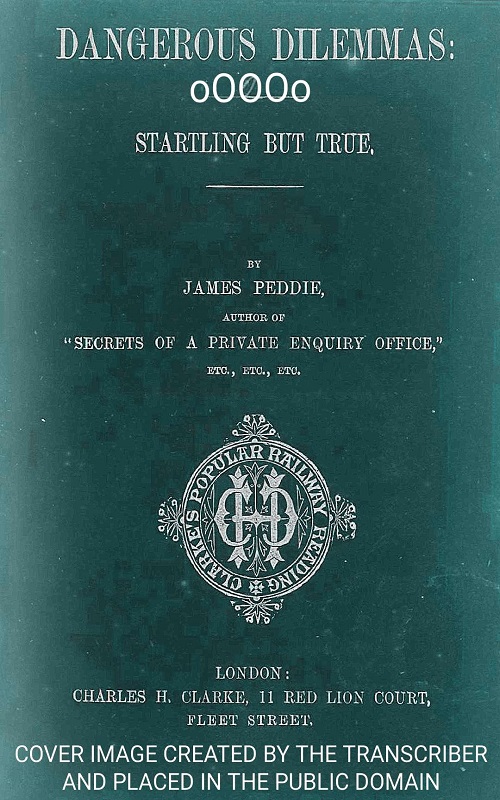 DANGEROUS DILEMMAS:
oOOOo
STARTLING BUT TRUE.
BY
JAMES PEDDIE,
AUTHOR OF
"SECRETS OF A PRIVATE ENQUIRY OFFICE,"
ETC., ETC., ETC.
CLARKE'S POPULAR RAILWAY READING
LONDON:
CHARLES H. CLARKE, 11 RED LION COURT,
FLEET STREET.
COVER IMAGE CREATED BY THE TRANSCRIBER
AND PLACED IN THE PUBLIC DOMAIN